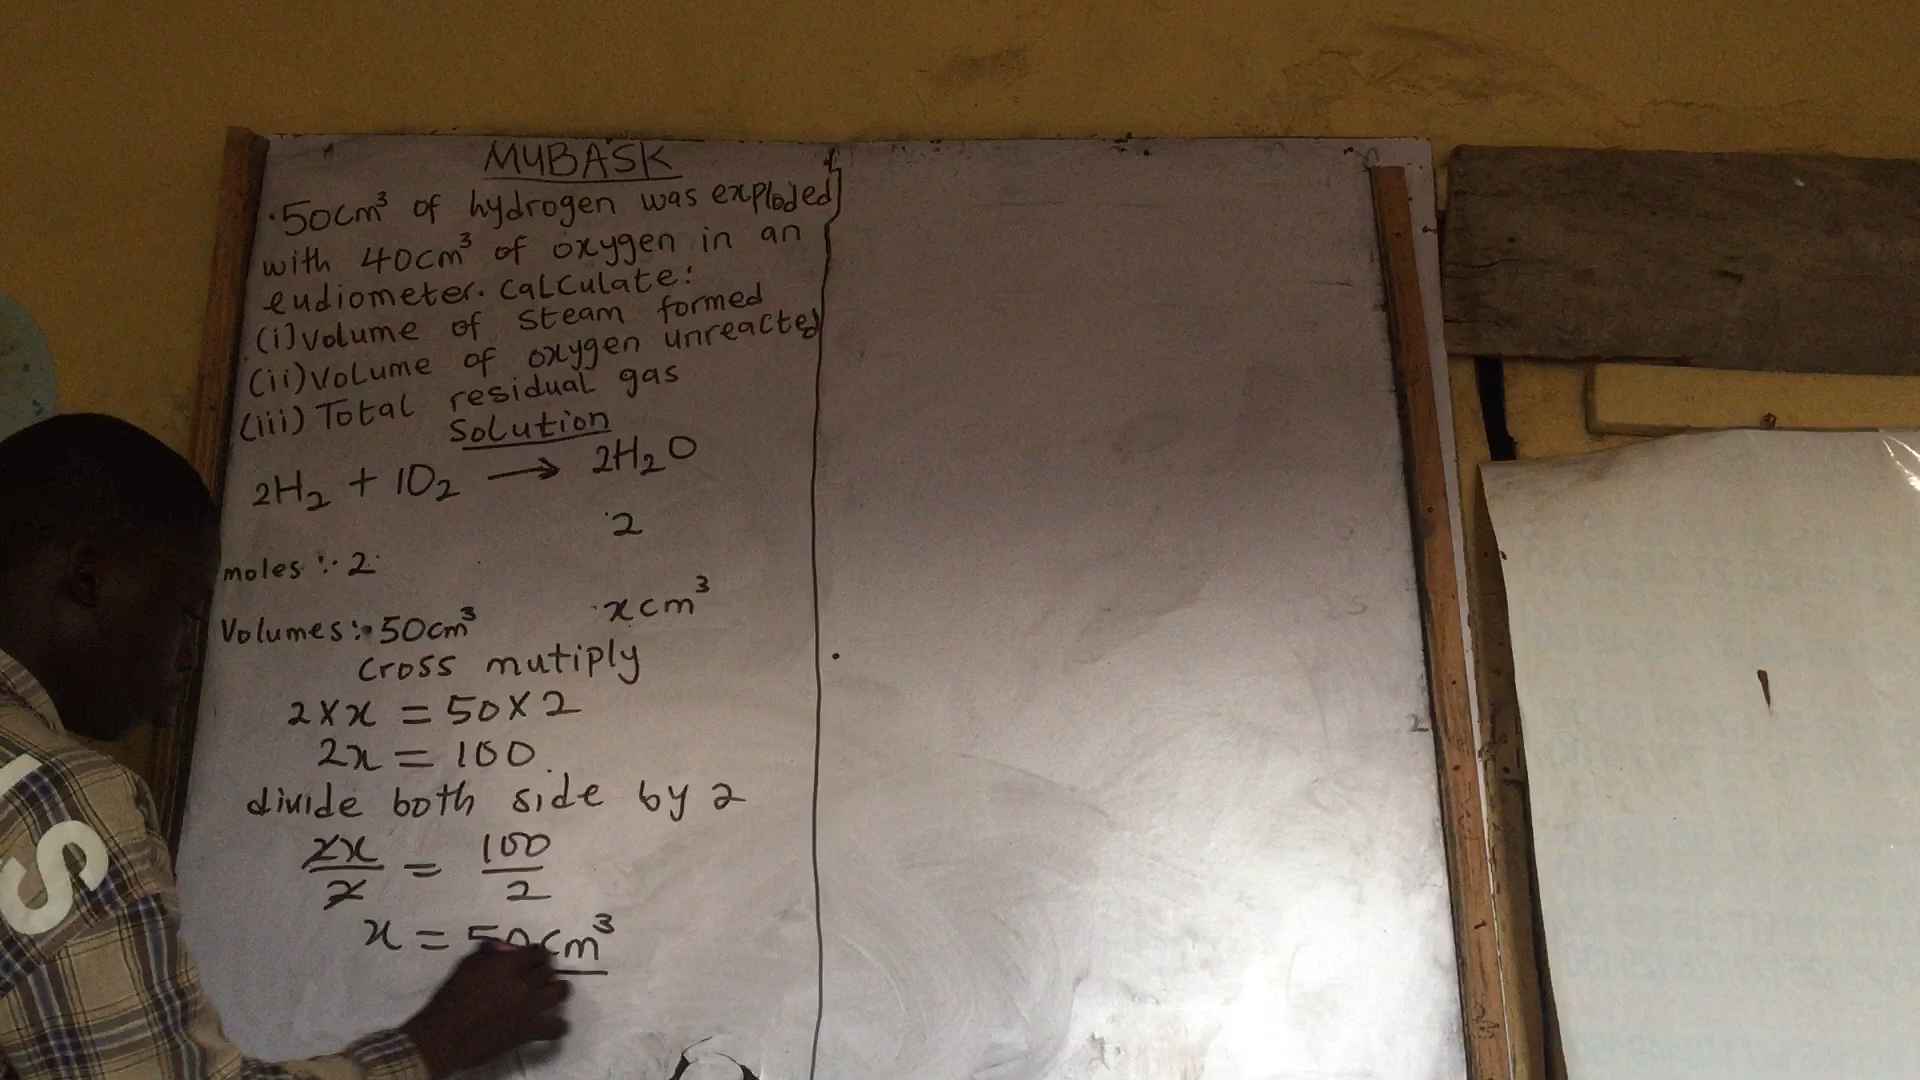 MYBASK
.50cm³ of hydrogen was exploded
with 40cm³ of oxygen in an
eudiometer. calculate:
(i) volume of steam formed
(ii) volume of oxygen unreacted
(iii) Total residual gas
Solution
2H₂ + 1O₂ → 2H₂O
2
moles :- 2
xcm³
Volumes :- 50cm³
cross mutiply
2 × x = 50 × 2
2x = 100
divide both side by 2
2x/2 = 100/2
x = 50cm³
S